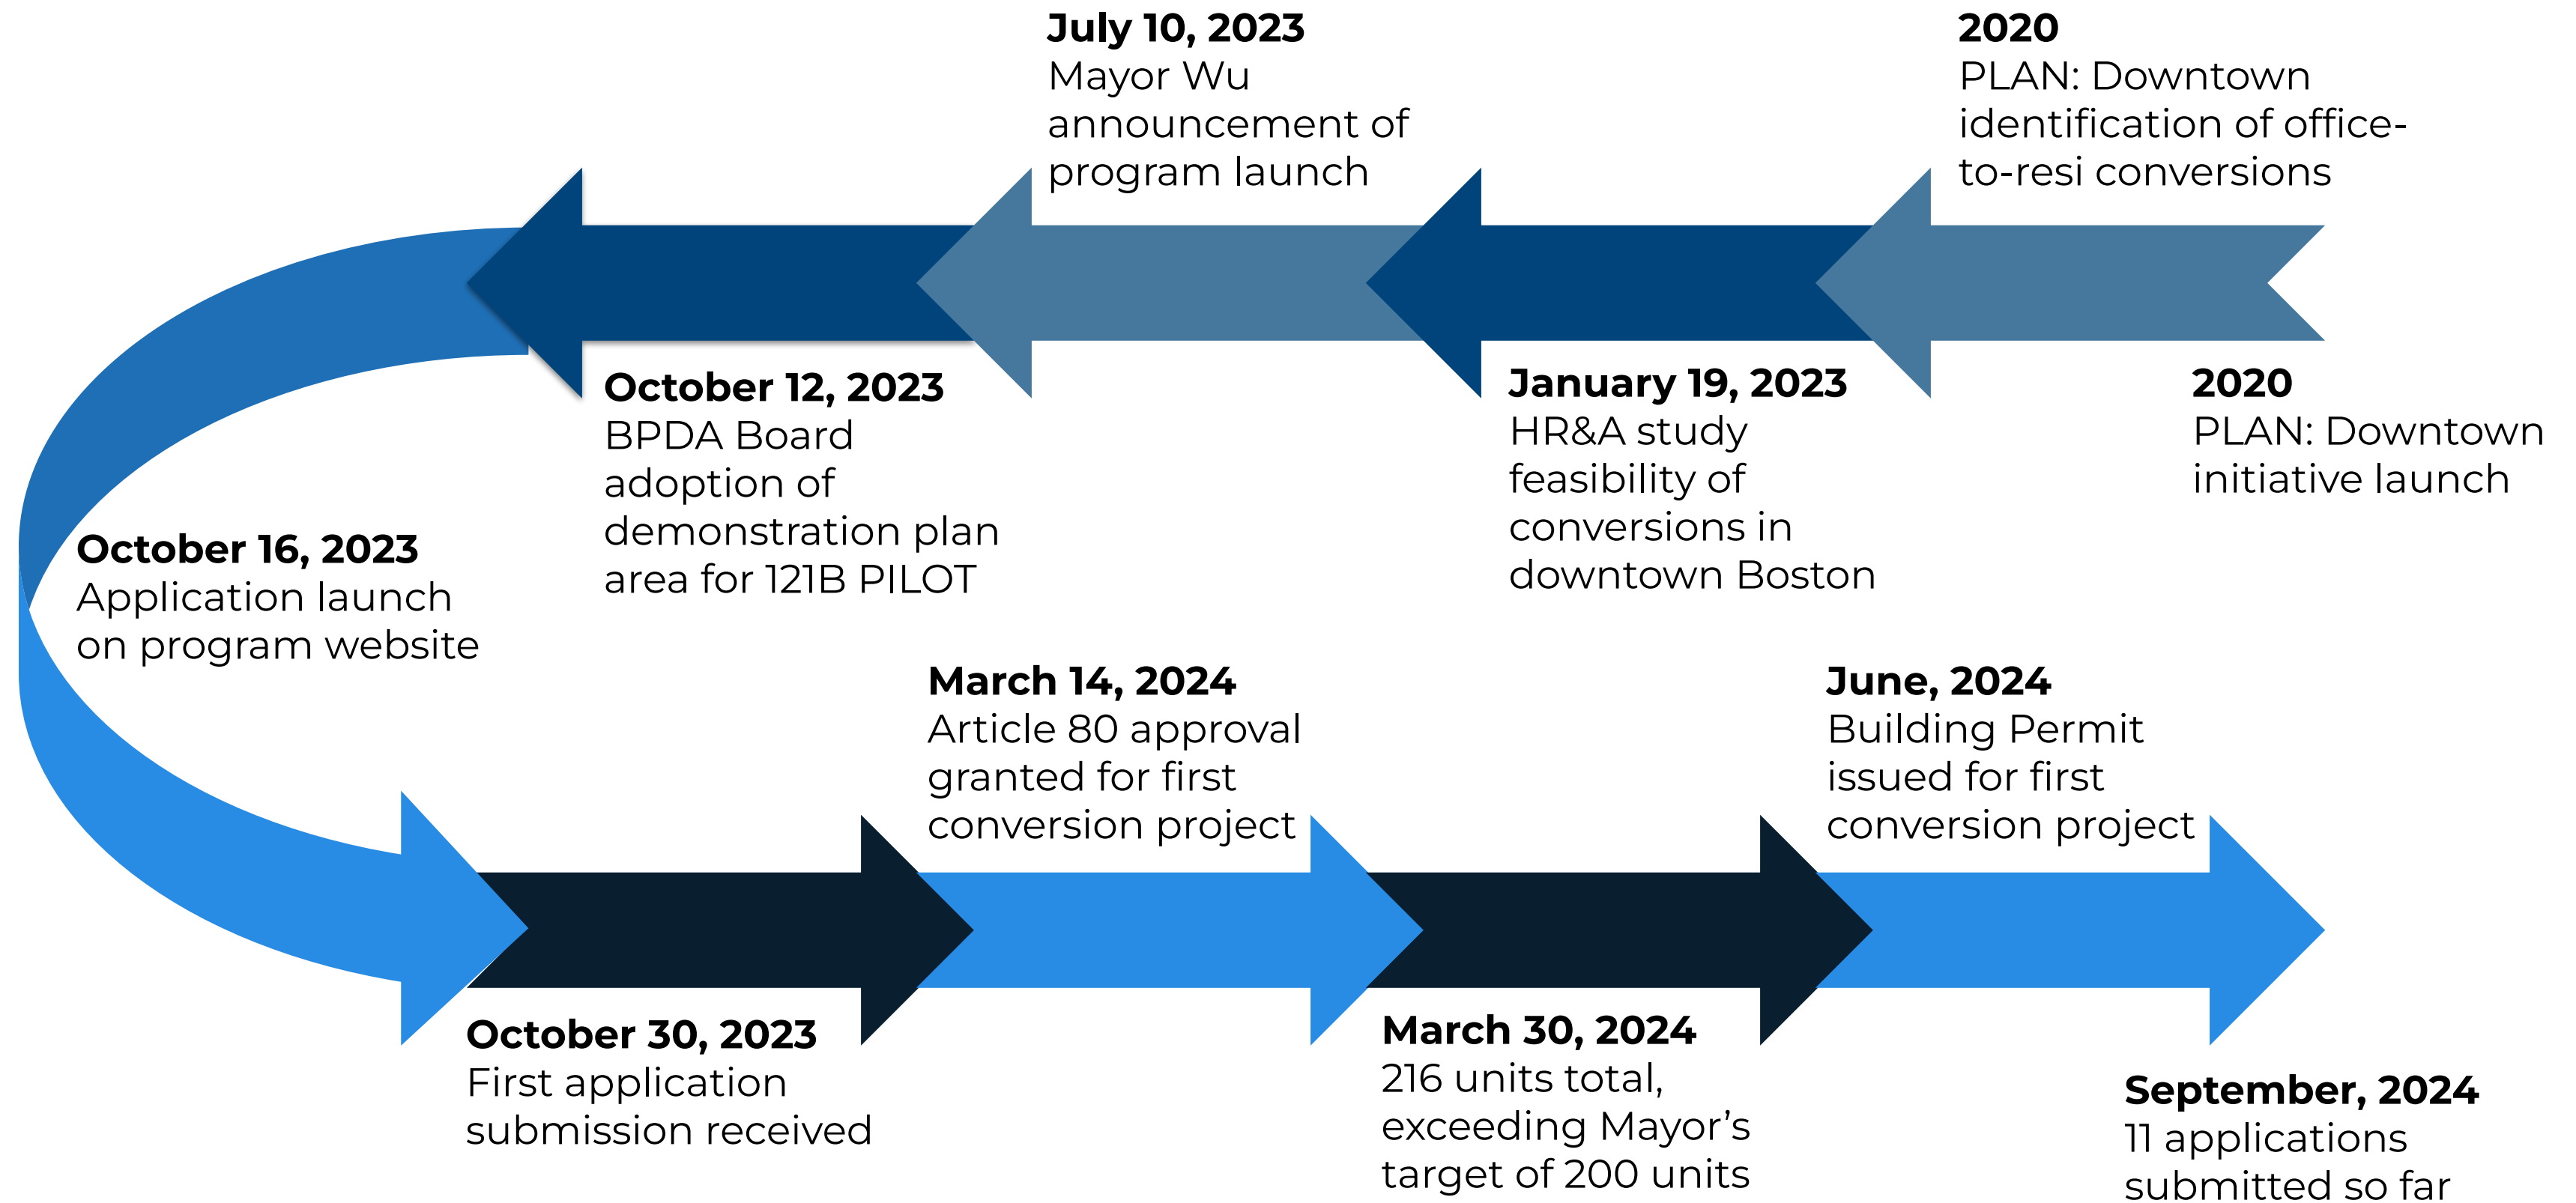 2020
PLAN: Downtown
initiative launch
2020
PLAN: Downtown
identification of office-
to-resi conversions
January 19, 2023
HR&A study
feasibility of
conversions in
downtown Boston
July 10, 2023
Mayor Wu
announcement of
program launch
October 12, 2023
BPDA Board
adoption of
demonstration plan
area for 121B PILOT
October 16, 2023
Application launch
on program website
October 30, 2023
First application
submission received
March 14, 2024
Article 80 approval
granted for first
conversion project
March 30, 2024
216 units total,
exceeding Mayor’s
target of 200 units
June, 2024
Building Permit
issued for first
conversion project
September, 2024
11 applications
submitted so far